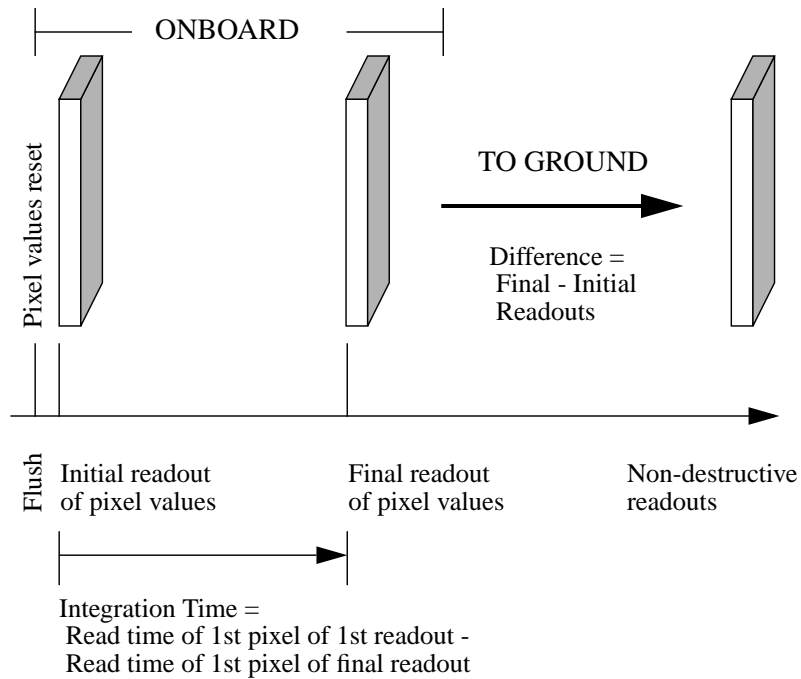 ONBOARD
Pixel values reset
TO GROUND
Difference =
Final - Initial
Readouts
Flush
Initial readout
of pixel values
Final readout
of pixel values
Non-destructive
readouts
Integration Time =
Read time of 1st pixel of 1st readout -
Read time of 1st pixel of final readout